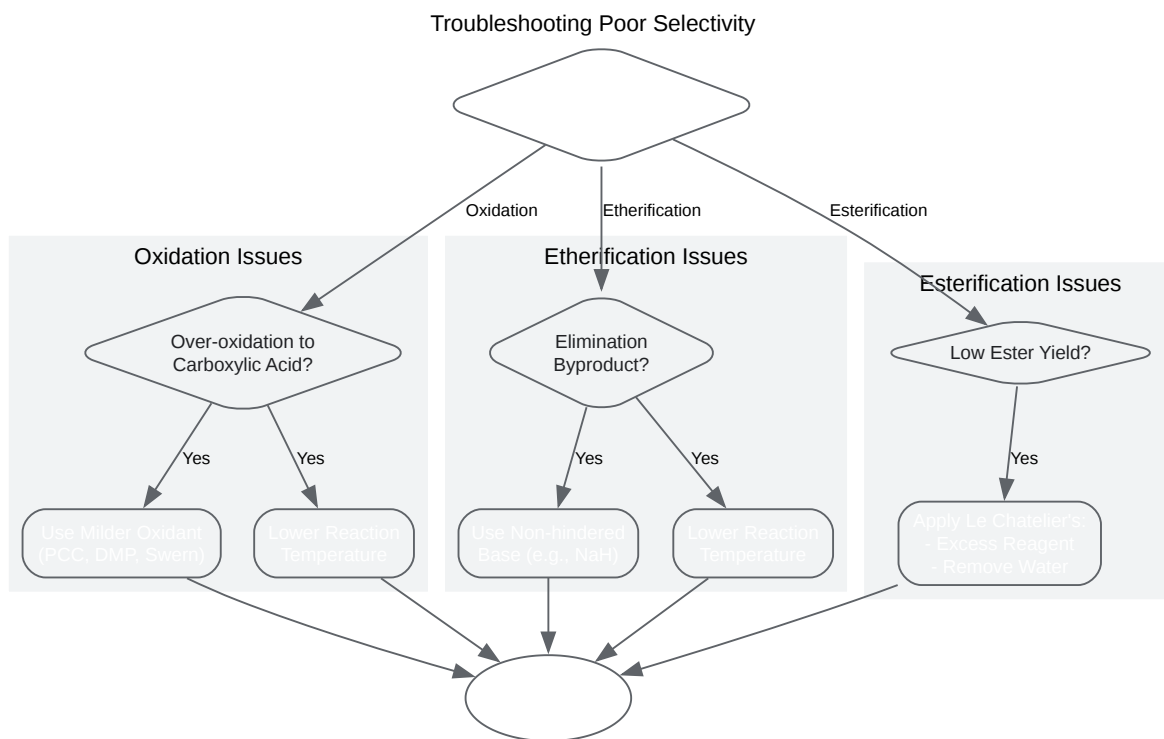 Troubleshooting Poor Selectivity
Oxidation
Etherification
Esterification
Oxidation Issues
Etherification Issues
Esterification Issues
Over-oxidation to
Carboxylic Acid?
Elimination
Byproduct?
Low Ester Yield?
Yes
Yes
Yes
Yes
Yes
Use Milder Oxidant
(PCC, DMP, Swern)
Lower Reaction
Temperature
Use Non-hindered
Base (e.g., NaH)
Lower Reaction
Temperature
Apply Le Chatelier's:
- Excess Reagent
- Remove Water